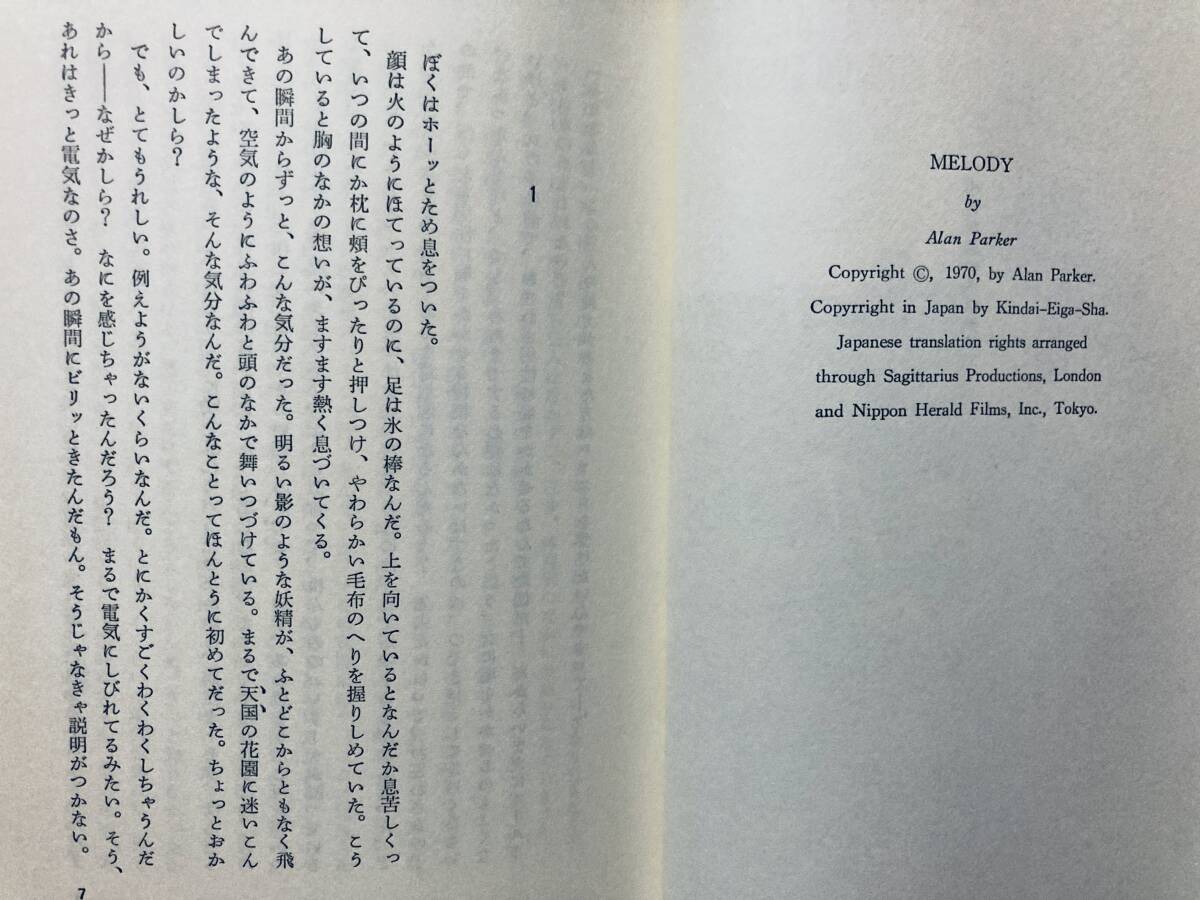 MELODY
by
Alan Parker
Copyright ©, 1970, by Alan Parker.
Copyrright in Japan by Kindai-Eiga-Sha.
Japanese translation rights arranged
through Sagittarius Productions, London
and Nippon Herald Films, Inc., Tokyo.
1
ぼくはホーッとため息をついた。
顔は火のようにほてっているのに、足は氷の棒なんだ。上を向いているとなんだか息苦しくっ
て、いつの間にか枕に頬をぴったりと押しつけ、やわらかい毛布のへりを握りしめていた。こう
していると胸のなかの想いが、ますます熱く息づいてくる。
あの瞬間からずっと、こんな気分だった。明るい影のような妖精が、ふとどこからともなく飛
んできて、空気のようにふわふわと頭のなかで舞いつづけている。まるで天国の花園に迷いこん
でしまったような、そんな気分なんだ。こんなことってほんとうに初めてだった。ちょっとおか
しいのかしら？
でも、とてもうれしい。例えようがないくらいなんだ。とにかくすごくわくわくしちゃうんだ
から――なぜかしら？　なにを感じちゃったんだろう？　まるで電気にしびれてるみたい。そう、
あれはきっと電気なのさ。あの瞬間にビリッときたんだもん。そうじゃなきゃ説明がつかない。
7